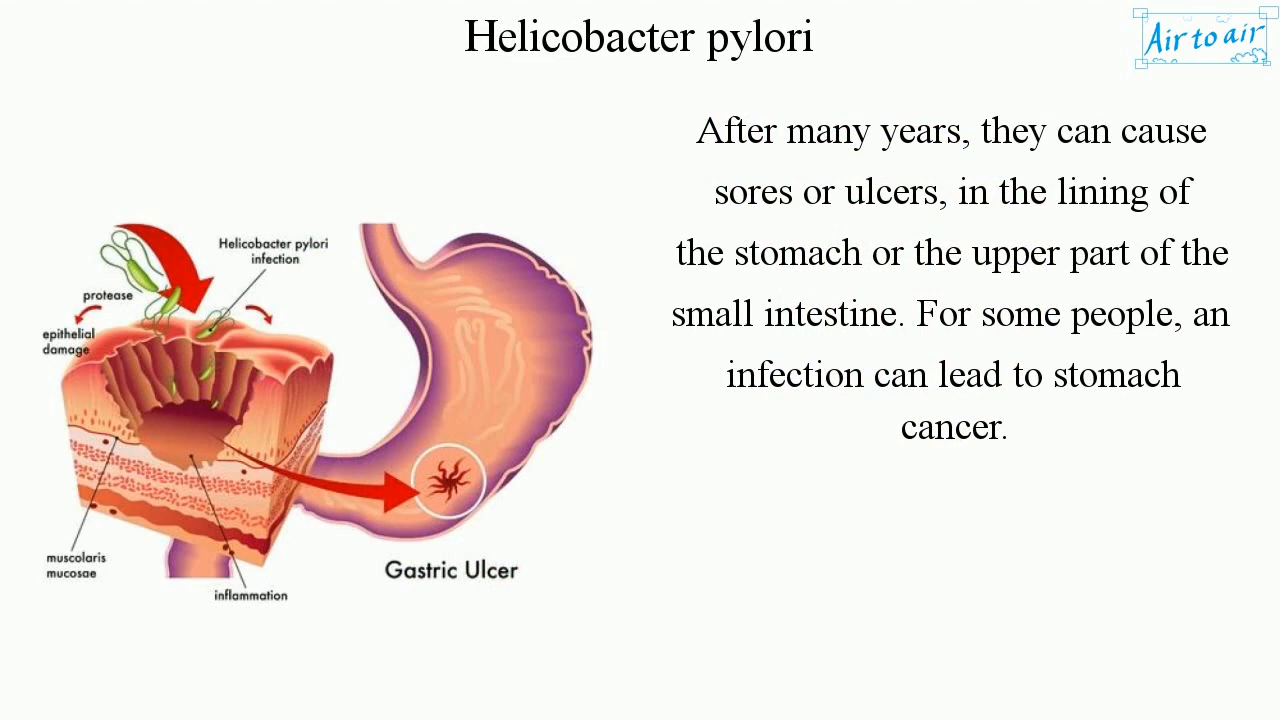 Helicobacter pylori
Air to air
After many years, they can cause
sores or ulcers, in the lining of
the stomach or the upper part of the
small intestine. For some people, an
infection can lead to stomach
cancer.
Helicobacter pylori
infection
protease
epithelial
damage
muscolaris
mucosae
inflammation
Gastric Ulcer